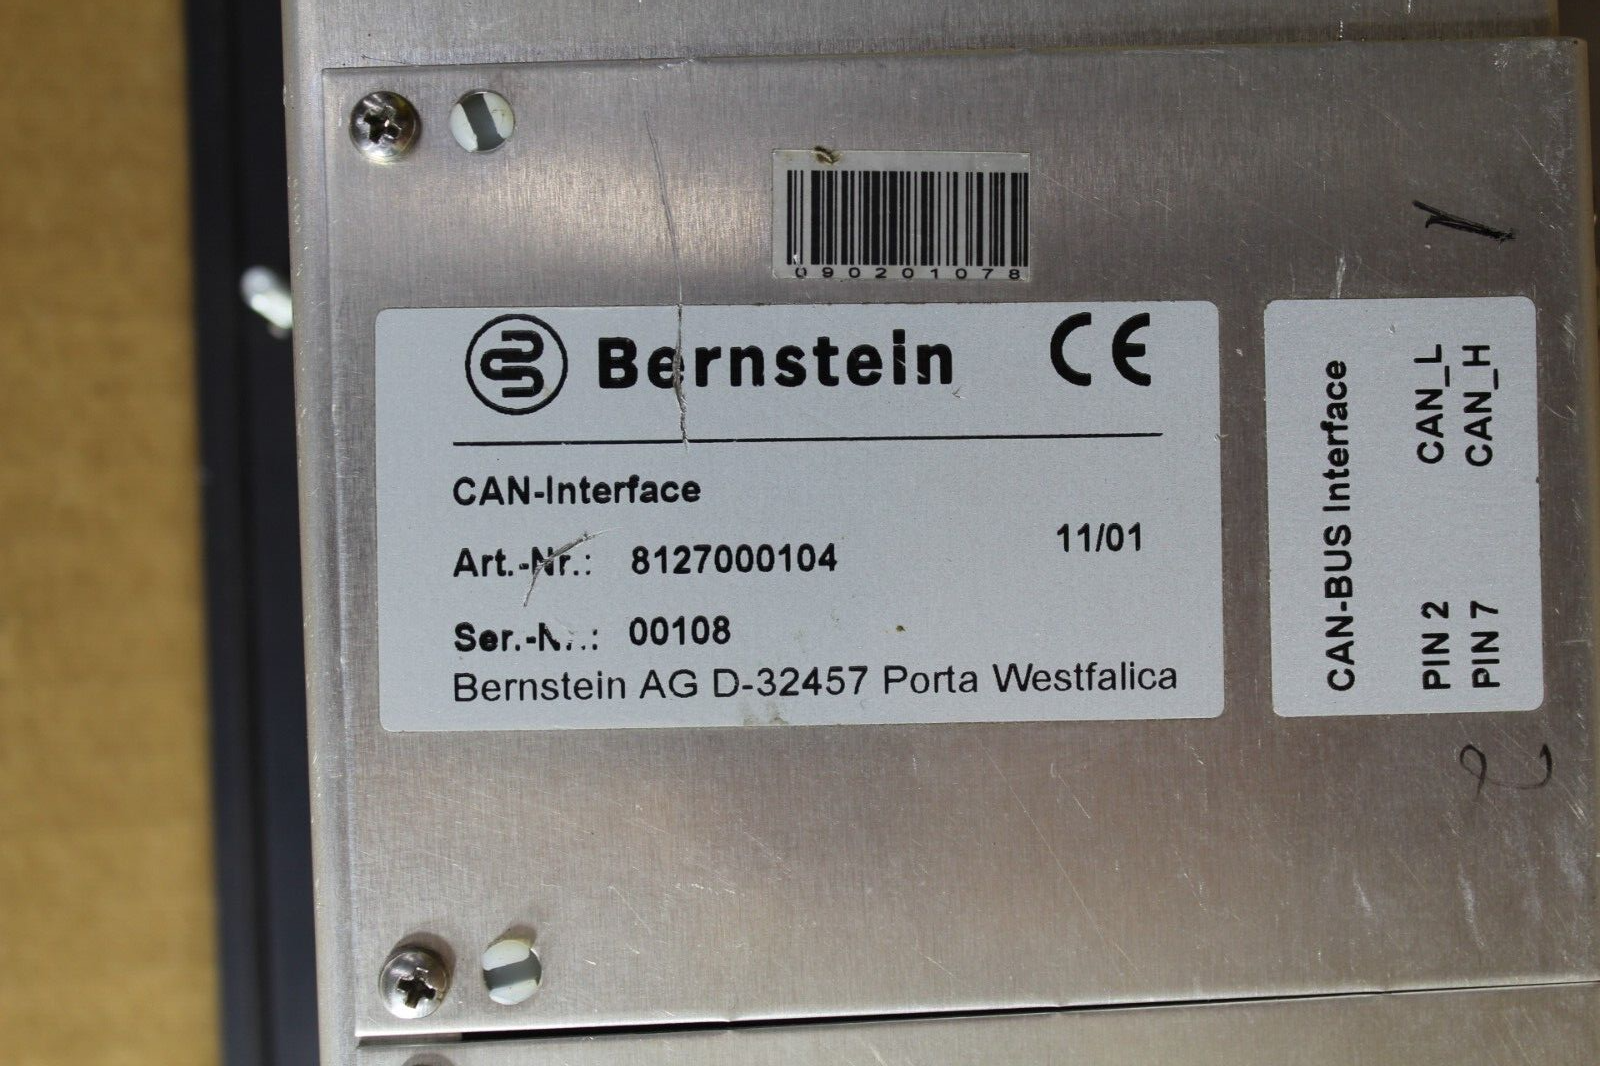 090201078
Bernstein CE
CAN-Interface
Art.-Nr.: 8127000104 11/01
Ser.-Nr.: 00108
Bernstein AG D-32457 Porta Westfalica
CAN-BUS Interface
PIN 2 CAN_L
PIN 7 CAN_H